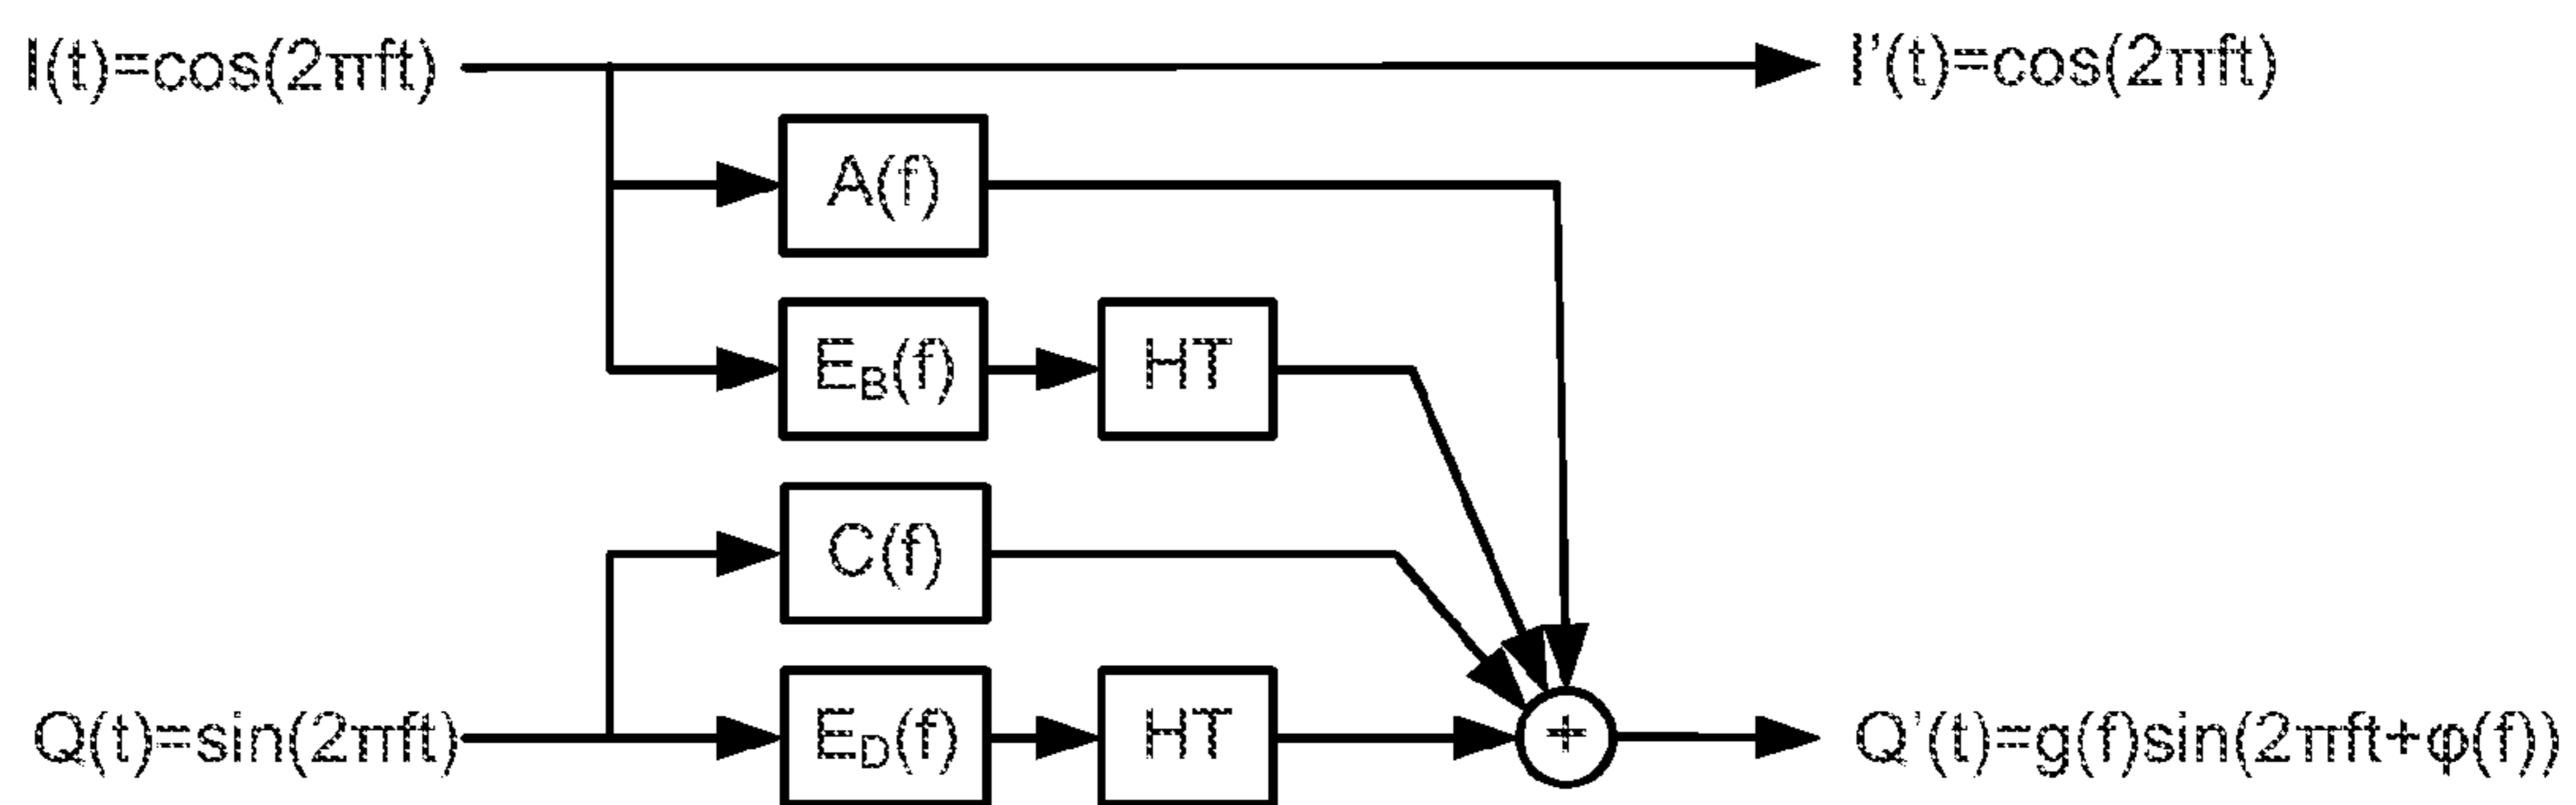 I(t)=cos(2πft)
I’(t)=cos(2πft)
A(f)
E_B(f)
HT
C(f)
Q(t)=sin(2πft)
E_D(f)
HT
+
Q’(t)=g(f)sin(2πft+φ(f))